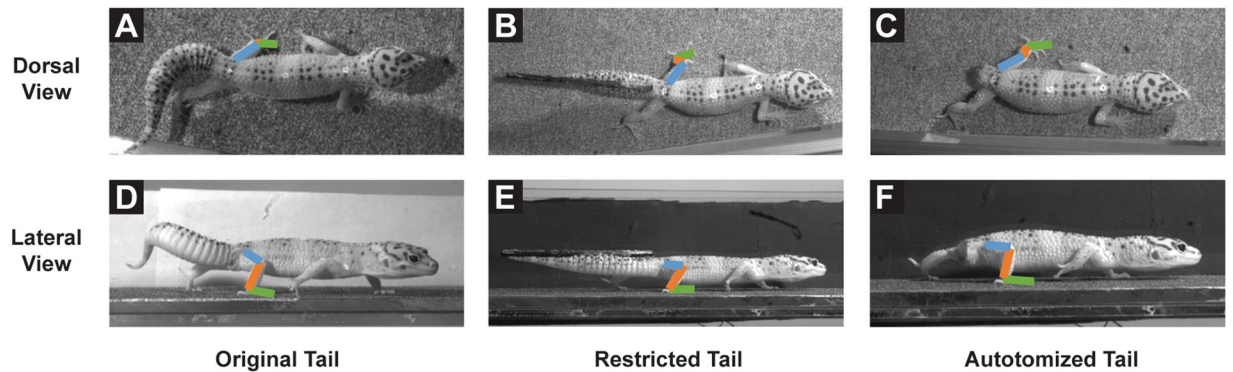 A
B
C
Dorsal
View
D
E
F
Lateral
View
Original Tail
Restricted Tail
Autotomized Tail